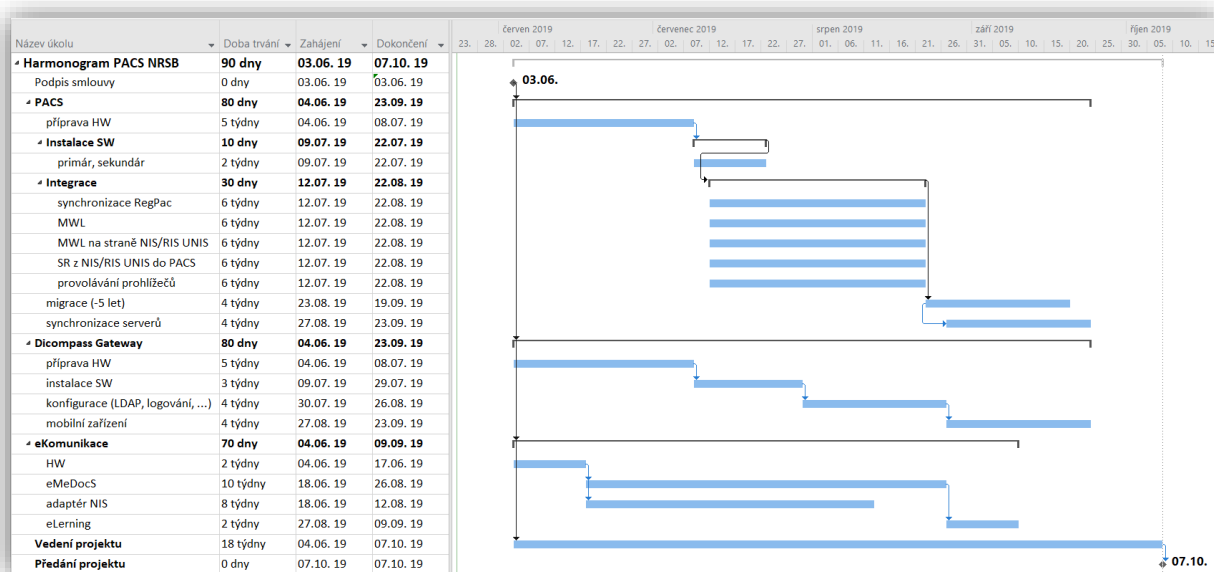 červen 2019 červenec 2019 srpen 2019 září 2019 říjen 2019
Název úkolu Doba trvání Zahájení Dokončení 23. 28. 02. 07. 12. 17. 22. 27. 02. 07. 12. 17. 22. 27. 01. 06. 11. 16. 21. 26. 31. 05. 10. 15. 20. 25. 30. 05. 10. 15
Harmonogram PACS NRSB 90 dny 03.06. 19 07.10. 19
Podpis smlouvy 0 dny 03.06. 19 03.06. 19 03.06.
PACS 80 dny 04.06. 19 23.09. 19
příprava HW 5 týdny 04.06. 19 08.07. 19
Instalace SW 10 dny 09.07. 19 22.07. 19
primár, sekundár 2 týdny 09.07. 19 22.07. 19
Integrace 30 dny 12.07. 19 22.08. 19
synchronizace RegPac 6 týdny 12.07. 19 22.08. 19
MWL 6 týdny 12.07. 19 22.08. 19
MWL na straně NIS/RIS UNIS 6 týdny 12.07. 19 22.08. 19
SR z NIS/RIS UNIS do PACS 6 týdny 12.07. 19 22.08. 19
provolávání prohlížečů 6 týdny 12.07. 19 22.08. 19
migrace (-5 let) 4 týdny 23.08. 19 19.09. 19
synchronizace serverů 4 týdny 27.08. 19 23.09. 19
Dicompass Gateway 80 dny 04.06. 19 23.09. 19
příprava HW 5 týdny 04.06. 19 08.07. 19
instalace SW 3 týdny 09.07. 19 29.07. 19
konfigurace (LDAP, logování, ...) 4 týdny 30.07. 19 26.08. 19
mobilní zařízení 4 týdny 27.08. 19 23.09. 19
eKomunikace 70 dny 04.06. 19 09.09. 19
HW 2 týdny 04.06. 19 17.06. 19
eMeDocS 10 týdny 18.06. 19 26.08. 19
adaptér NIS 8 týdny 18.06. 19 12.08. 19
eLerning 2 týdny 27.08. 19 09.09. 19
Vedení projektu 18 týdny 04.06. 19 07.10. 19
Předání projektu 0 dny 07.10. 19 07.10. 19 07.10.